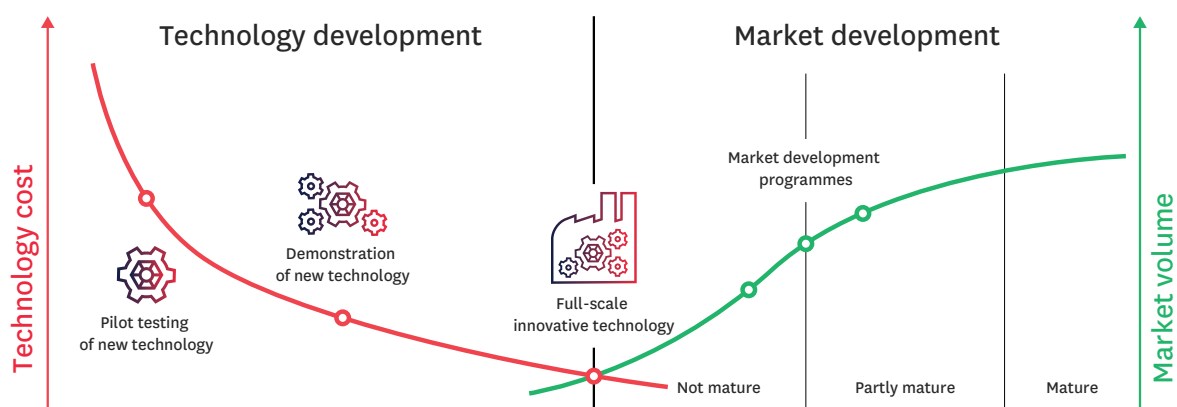 Technology development
Market development
Technology cost
Market development
programmes
Demonstration
of new technology
Pilot testing
of new technology
Full-scale
innovative technology
Not mature
Partly mature
Mature
Market volume